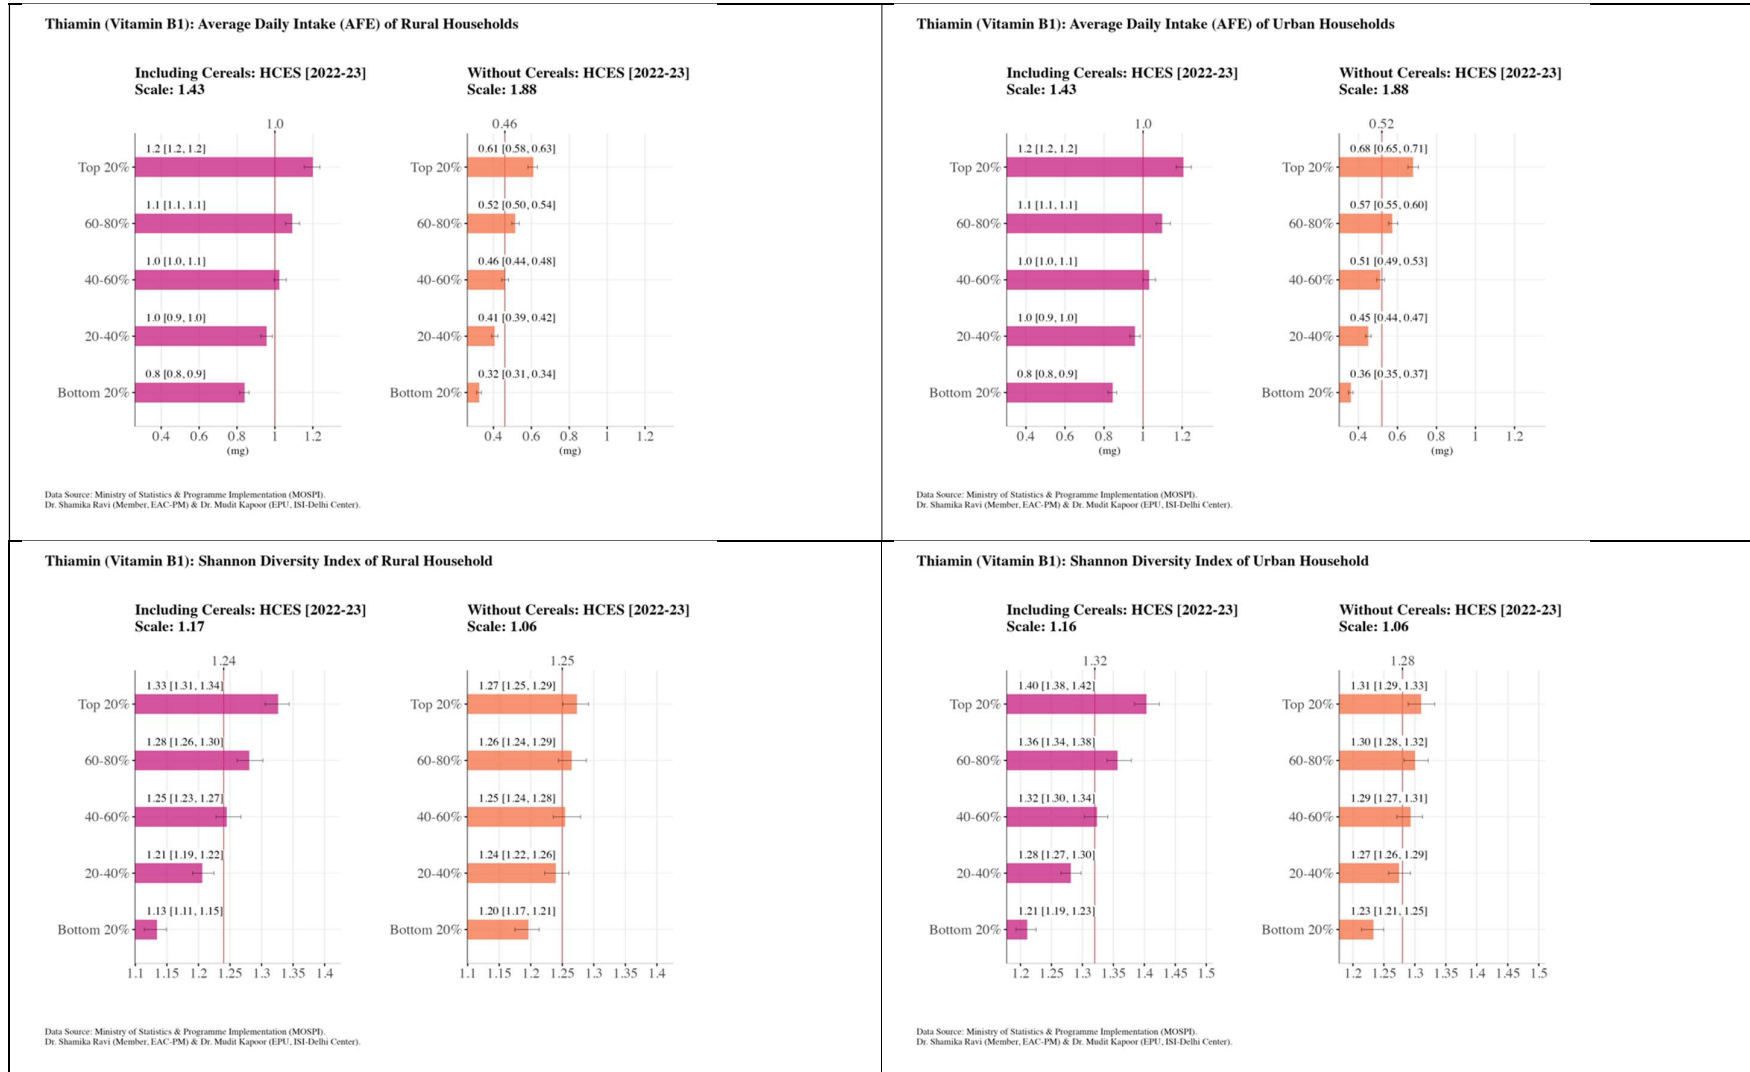 Thiamin (Vitamin B1): Average Daily Intake (AFE) of Rural Households
Including Cereals: HCES [2022-23]
Scale: 1.43
1.0
Top 20%
1.2 [1.2, 1.2]
60-80%
1.1 [1.1, 1.1]
40-60%
1.0 [1.0, 1.1]
20-40%
1.0 [0.9, 1.0]
Bottom 20%
0.8 [0.8, 0.9]
0.4 0.6 0.8 1 1.2
(mg)
Without Cereals: HCES [2022-23]
Scale: 1.88
0.46
Top 20%
0.61 [0.58, 0.63]
60-80%
0.52 [0.50, 0.54]
40-60%
0.46 [0.44, 0.48]
20-40%
0.41 [0.39, 0.42]
Bottom 20%
0.32 [0.31, 0.34]
0.4 0.6 0.8 1 1.2
(mg)
Data Source: Ministry of Statistics & Programme Implementation (MOSPI).
Dr. Shamika Ravi (Member, EAC-PM) & Dr. Mudit Kapoor (EPU, ISI-Delhi Center).
Thiamin (Vitamin B1): Average Daily Intake (AFE) of Urban Households
Including Cereals: HCES [2022-23]
Scale: 1.43
1.0
Top 20%
1.2 [1.2, 1.2]
60-80%
1.1 [1.1, 1.1]
40-60%
1.0 [1.0, 1.1]
20-40%
1.0 [0.9, 1.0]
Bottom 20%
0.8 [0.8, 0.9]
0.4 0.6 0.8 1 1.2
(mg)
Without Cereals: HCES [2022-23]
Scale: 1.88
0.52
Top 20%
0.68 [0.65, 0.71]
60-80%
0.57 [0.55, 0.60]
40-60%
0.51 [0.49, 0.53]
20-40%
0.45 [0.44, 0.47]
Bottom 20%
0.36 [0.35, 0.37]
0.4 0.6 0.8 1 1.2
(mg)
Data Source: Ministry of Statistics & Programme Implementation (MOSPI).
Dr. Shamika Ravi (Member, EAC-PM) & Dr. Mudit Kapoor (EPU, ISI-Delhi Center).
Thiamin (Vitamin B1): Shannon Diversity Index of Rural Household
Including Cereals: HCES [2022-23]
Scale: 1.17
1.24
Top 20%
1.33 [1.31, 1.34]
60-80%
1.28 [1.26, 1.30]
40-60%
1.25 [1.23, 1.27]
20-40%
1.21 [1.19, 1.22]
Bottom 20%
1.13 [1.11, 1.15]
1.1 1.15 1.2 1.25 1.3 1.35 1.4
Without Cereals: HCES [2022-23]
Scale: 1.06
1.25
Top 20%
1.27 [1.25, 1.29]
60-80%
1.26 [1.24, 1.29]
40-60%
1.25 [1.24, 1.28]
20-40%
1.24 [1.22, 1.26]
Bottom 20%
1.20 [1.17, 1.21]
1.1 1.15 1.2 1.25 1.3 1.35 1.4
Data Source: Ministry of Statistics & Programme Implementation (MOSPI).
Dr. Shamika Ravi (Member, EAC-PM) & Dr. Mudit Kapoor (EPU, ISI-Delhi Center).
Thiamin (Vitamin B1): Shannon Diversity Index of Urban Household
Including Cereals: HCES [2022-23]
Scale: 1.16
1.32
Top 20%
1.40 [1.38, 1.42]
60-80%
1.36 [1.34, 1.38]
40-60%
1.32 [1.30, 1.34]
20-40%
1.28 [1.27, 1.30]
Bottom 20%
1.21 [1.19, 1.23]
1.2 1.25 1.3 1.35 1.4 1.45 1.5
Without Cereals: HCES [2022-23]
Scale: 1.06
1.28
Top 20%
1.31 [1.29, 1.33]
60-80%
1.30 [1.28, 1.32]
40-60%
1.29 [1.27, 1.31]
20-40%
1.27 [1.26, 1.29]
Bottom 20%
1.23 [1.21, 1.25]
1.2 1.25 1.3 1.35 1.4 1.45 1.5
Data Source: Ministry of Statistics & Programme Implementation (MOSPI).
Dr. Shamika Ravi (Member, EAC-PM) & Dr. Mudit Kapoor (EPU, ISI-Delhi Center).